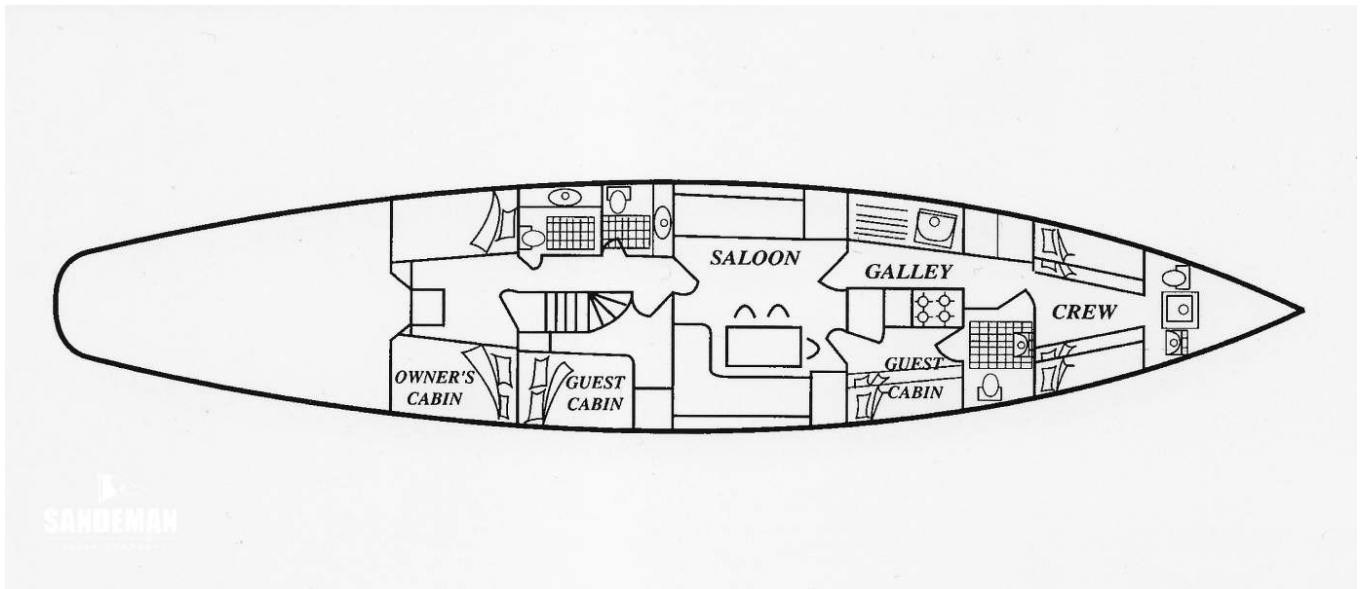 SALOON
GALLEY
CREW
OWNER'S
CABIN
GUEST
CABIN
GUEST
CABIN
SANDEMAN